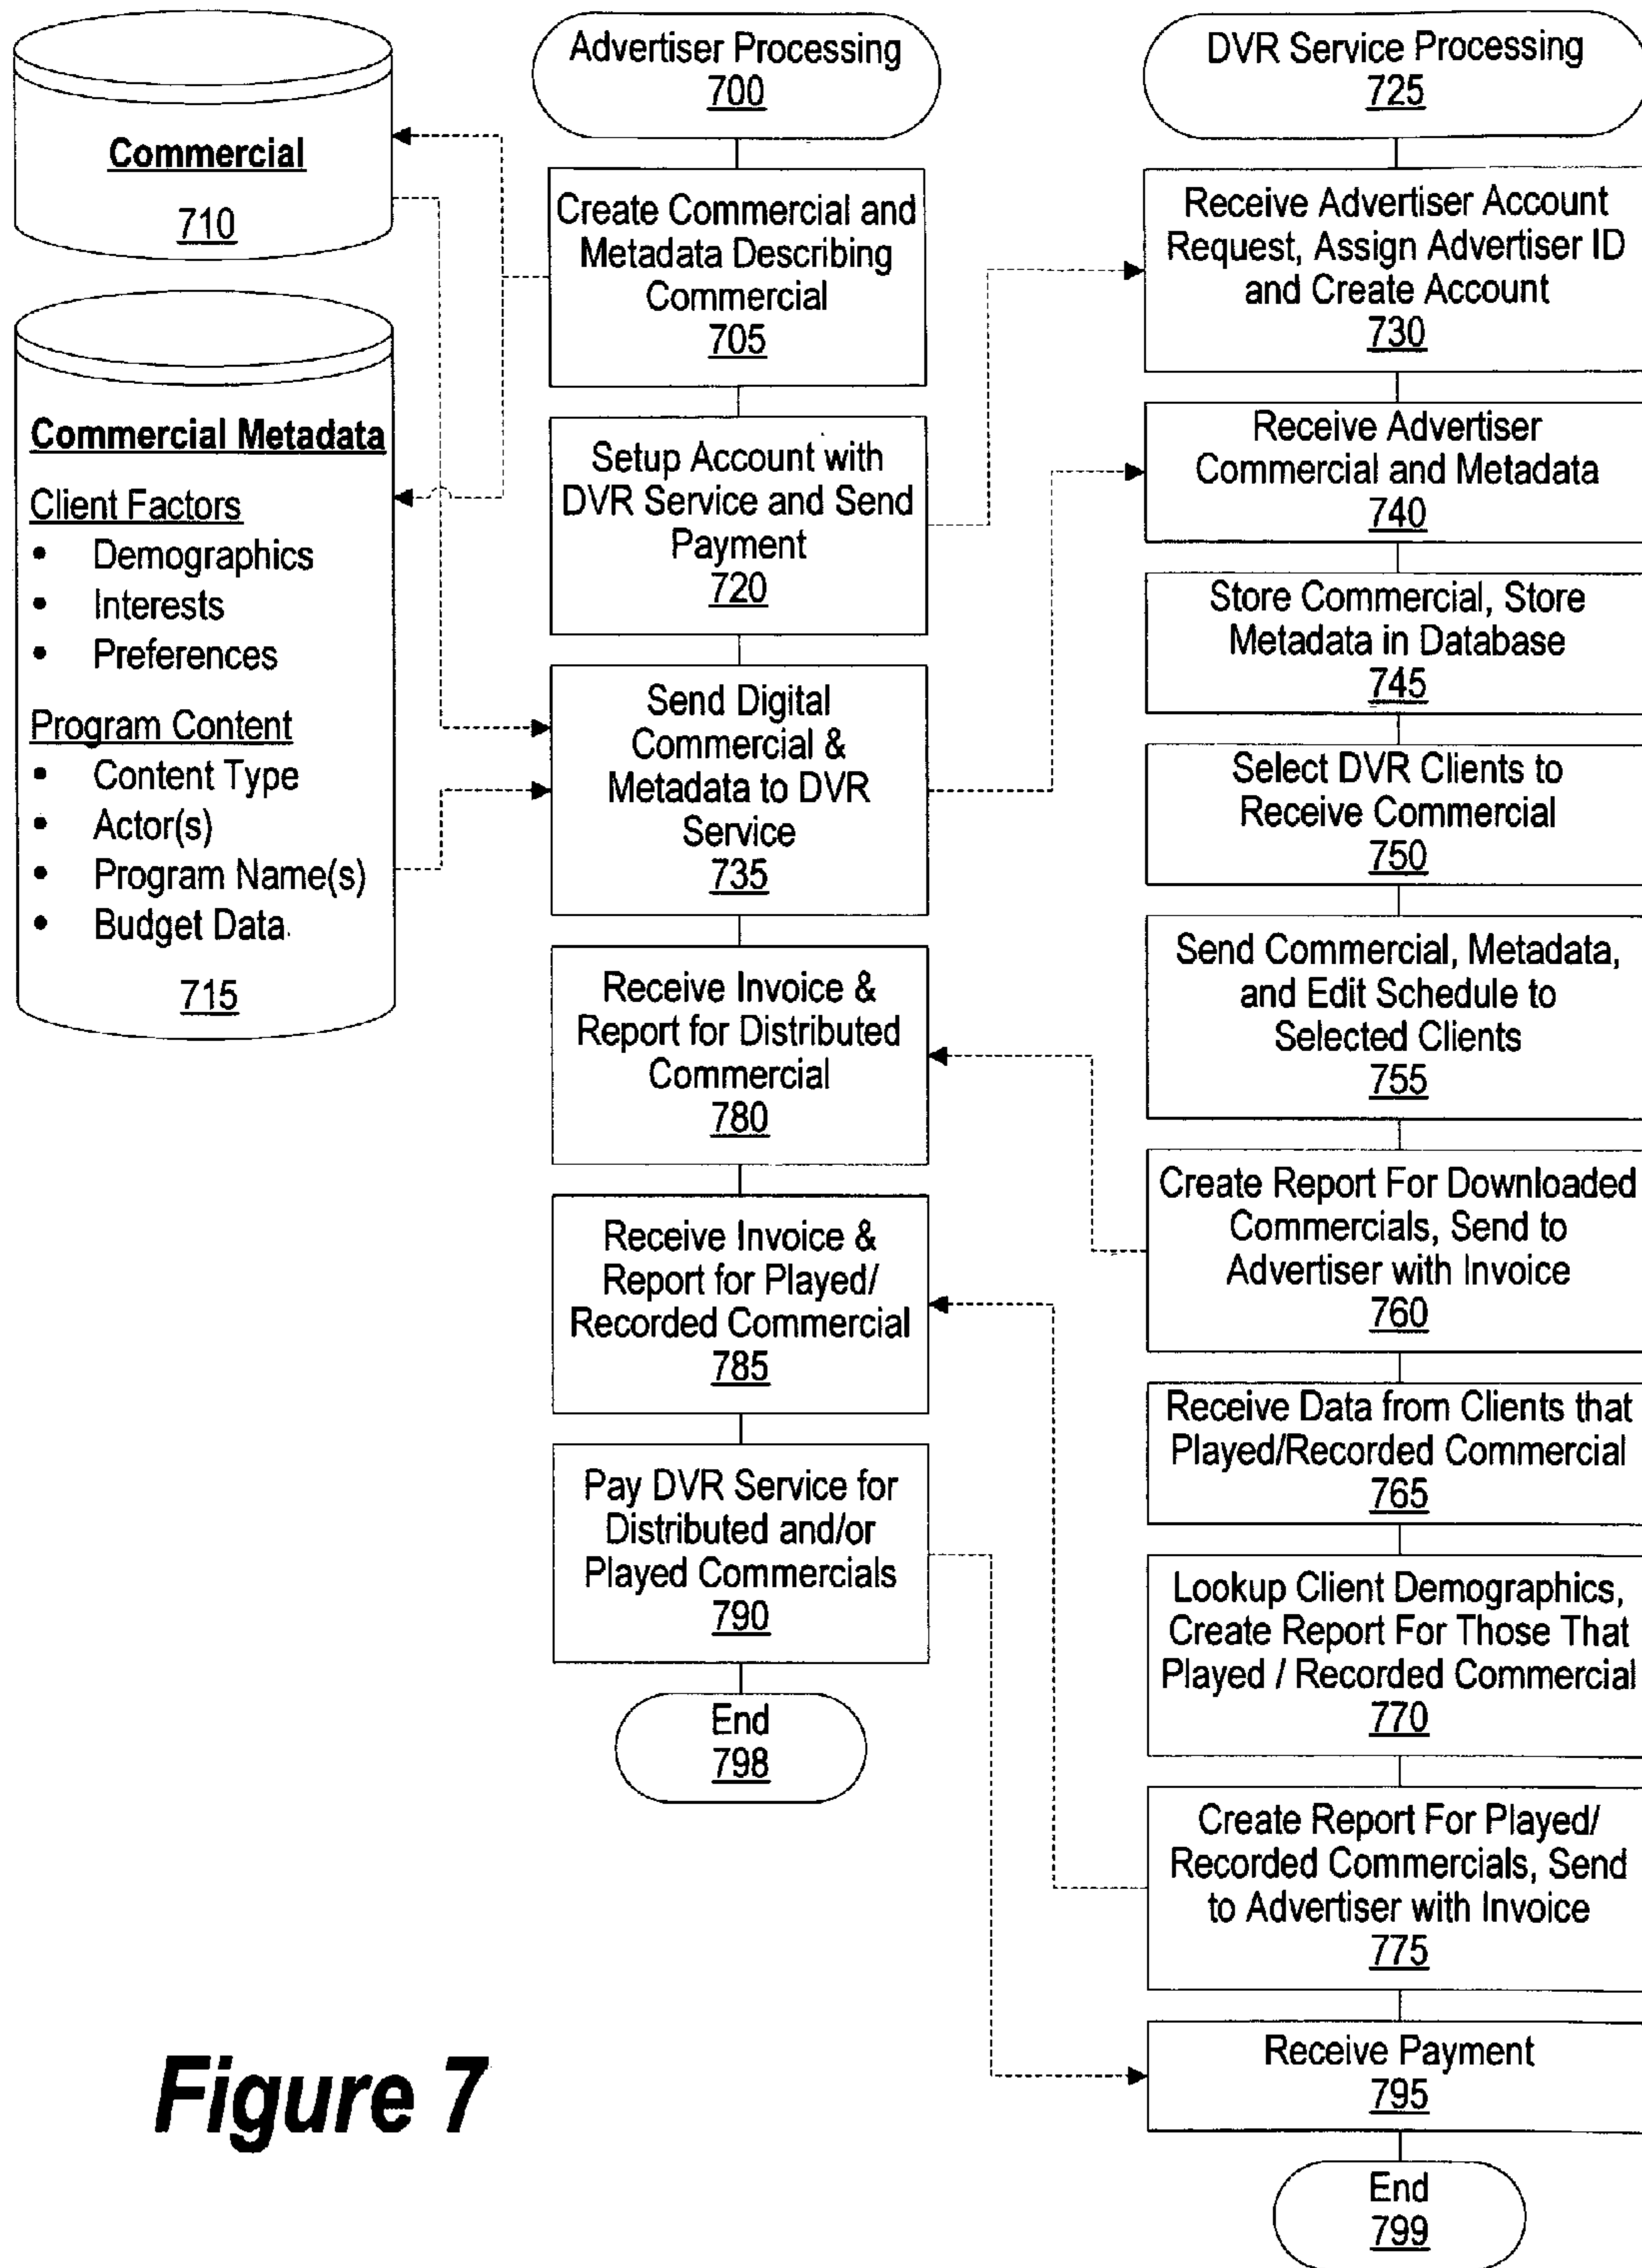 Commercial
710
Commercial Metadata
Client Factors
• Demographics
• Interests
• Preferences
Program Content
• Content Type
• Actor(s)
• Program Name(s)
• Budget Data
715
Advertiser Processing
700
Create Commercial and
Metadata Describing
Commercial
705
Setup Account with
DVR Service and Send
Payment
720
Send Digital
Commercial &
Metadata to DVR
Service
735
Receive Invoice &
Report for Distributed
Commercial
780
Receive Invoice &
Report for Played/
Recorded Commercial
785
Pay DVR Service for
Distributed and/or
Played Commercials
790
End
798
DVR Service Processing
725
Receive Advertiser Account
Request, Assign Advertiser ID
and Create Account
730
Receive Advertiser
Commercial and Metadata
740
Store Commercial, Store
Metadata in Database
745
Select DVR Clients to
Receive Commercial
750
Send Commercial, Metadata,
and Edit Schedule to
Selected Clients
755
Create Report For Downloaded
Commercials, Send to
Advertiser with Invoice
760
Receive Data from Clients that
Played/Recorded Commercial
765
Lookup Client Demographics,
Create Report For Those That
Played / Recorded Commercial
770
Create Report For Played/
Recorded Commercials, Send
to Advertiser with Invoice
775
Receive Payment
795
End
799
Figure 7